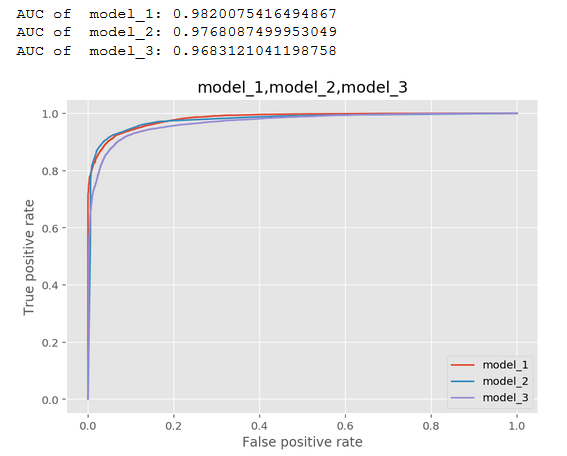 AUC of  model_1: 0.9820075416494867
AUC of  model_2: 0.9768087499953049
AUC of  model_3: 0.9683121041198758
model_1,model_2,model_3
True positive rate
1.0
0.8
0.6
0.4
0.2
0.0
model_1
model_2
model_3
0.0 0.2 0.4 0.6 0.8 1.0
False positive rate